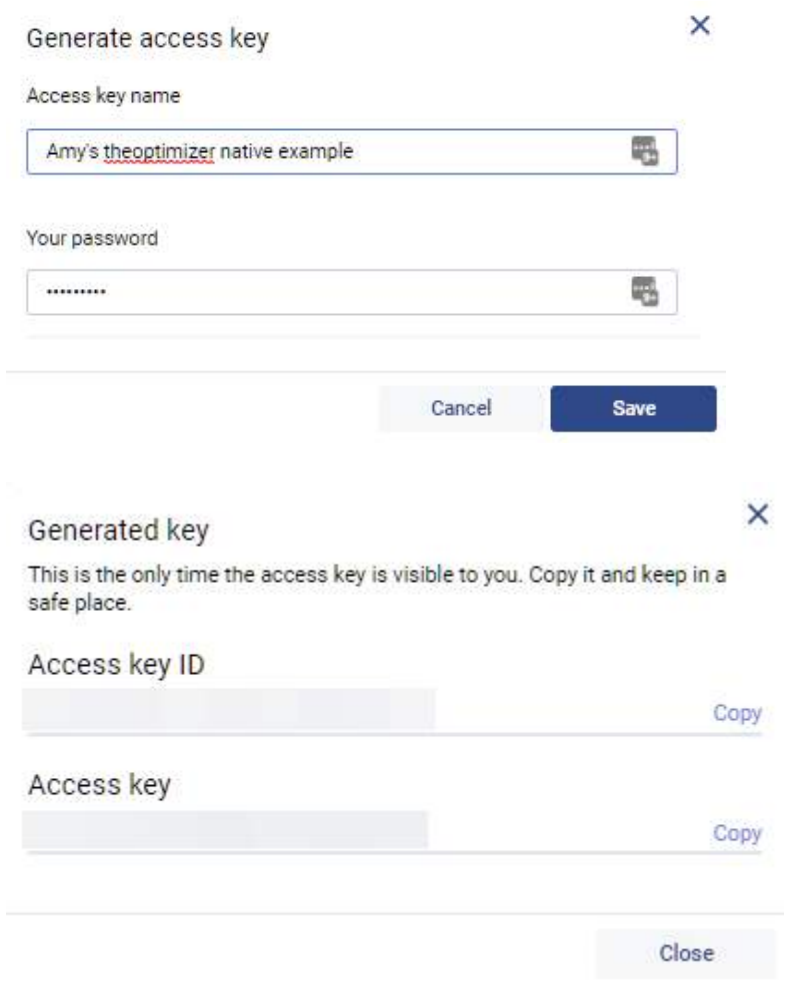 Generate access key
Access key name
Amy's theoptimizer native example
Your password
•••••••••
Cancel
Save
Generated key
This is the only time the access key is visible to you. Copy it and keep in a
safe place.
Access key ID
Copy
Access key
Copy
Close